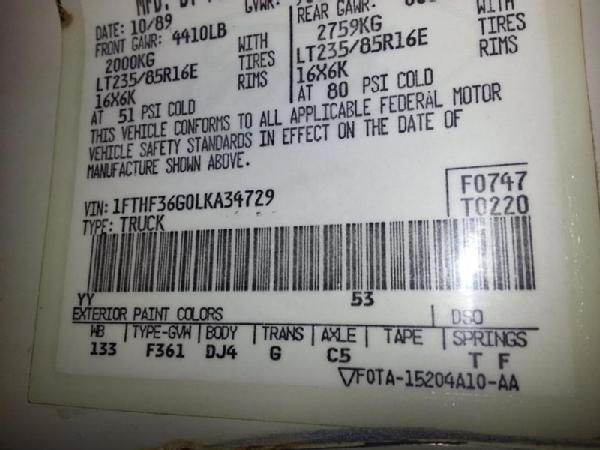 DATE: 10/89
FRONT GAWR: 4410LB
2000KG WITH
LT235/85R16E TIRES
16X6K RIMS
AT 51 PSI COLD
REAR GAWR:
2759KG WITH
LT235/85R16E TIRES
16X6K RIMS
AT 80 PSI COLD
THIS VEHICLE CONFORMS TO ALL APPLICABLE FEDERAL MOTOR
VEHICLE SAFETY STANDARDS IN EFFECT ON THE DATE OF
MANUFACTURE SHOWN ABOVE.
VIN: 1FTHF36G0LKA34729
TYPE: TRUCK
F0747
T0220
YY 53
EXTERIOR PAINT COLORS DSO
WB TYPE-GVW BODY TRANS AXLE TAPE SPRINGS
133 F361 DJ4 G C5 T F
▽F0TA-15204A10-AA